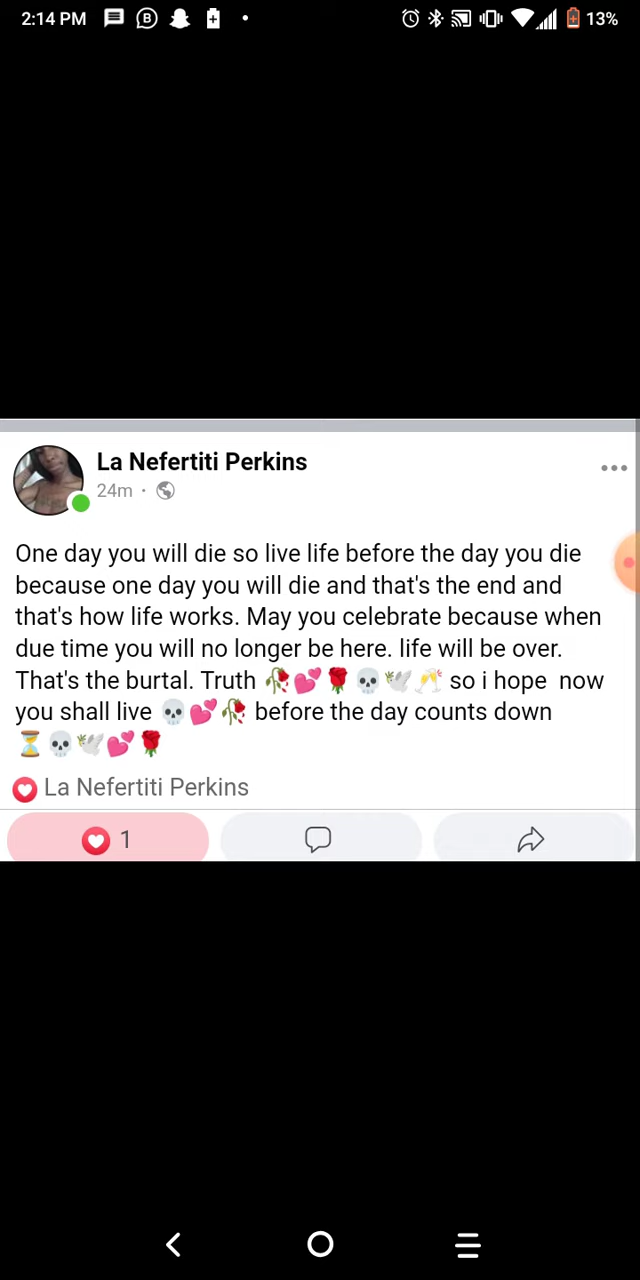 2:14 PM
13%
La Nefertiti Perkins
24m ·
One day you will die so live life before the day you die
because one day you will die and that's the end and
that's how life works. May you celebrate because when
due time you will no longer be here. life will be over.
That's the burtal. Truth 🥀💕🌹💀🕊️🥂 so i hope  now
you shall live 💀💕🥀 before the day counts down
⏳💀🕊️💕🌹
La Nefertiti Perkins
1